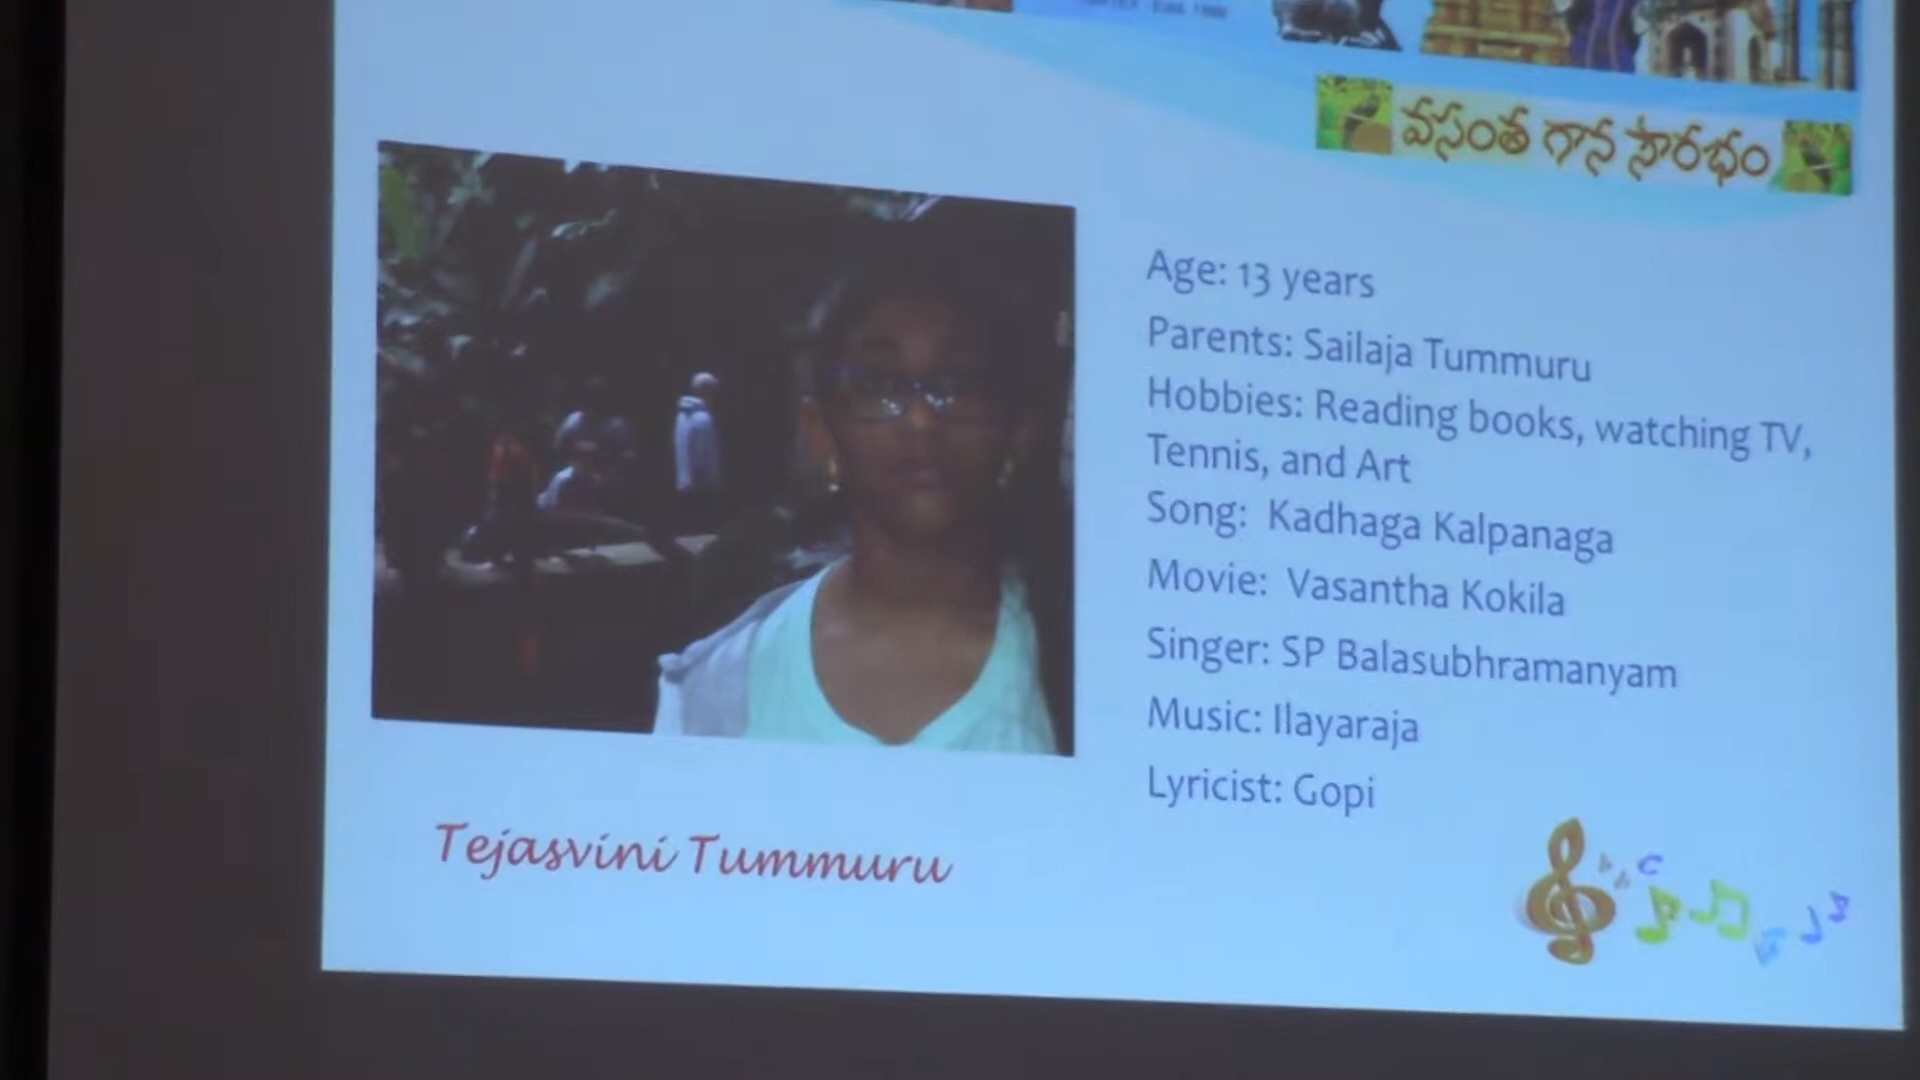 వసంత గాన సౌరభం
Age: 13 years
Parents: Sailaja Tummuru
Hobbies: Reading books, watching TV,
Tennis, and Art
Song: Kadhaga Kalpanaga
Movie: Vasantha Kokila
Singer: SP Balasubhramanyam
Music: Ilayaraja
Lyricist: Gopi
Tejasvini Tummuru